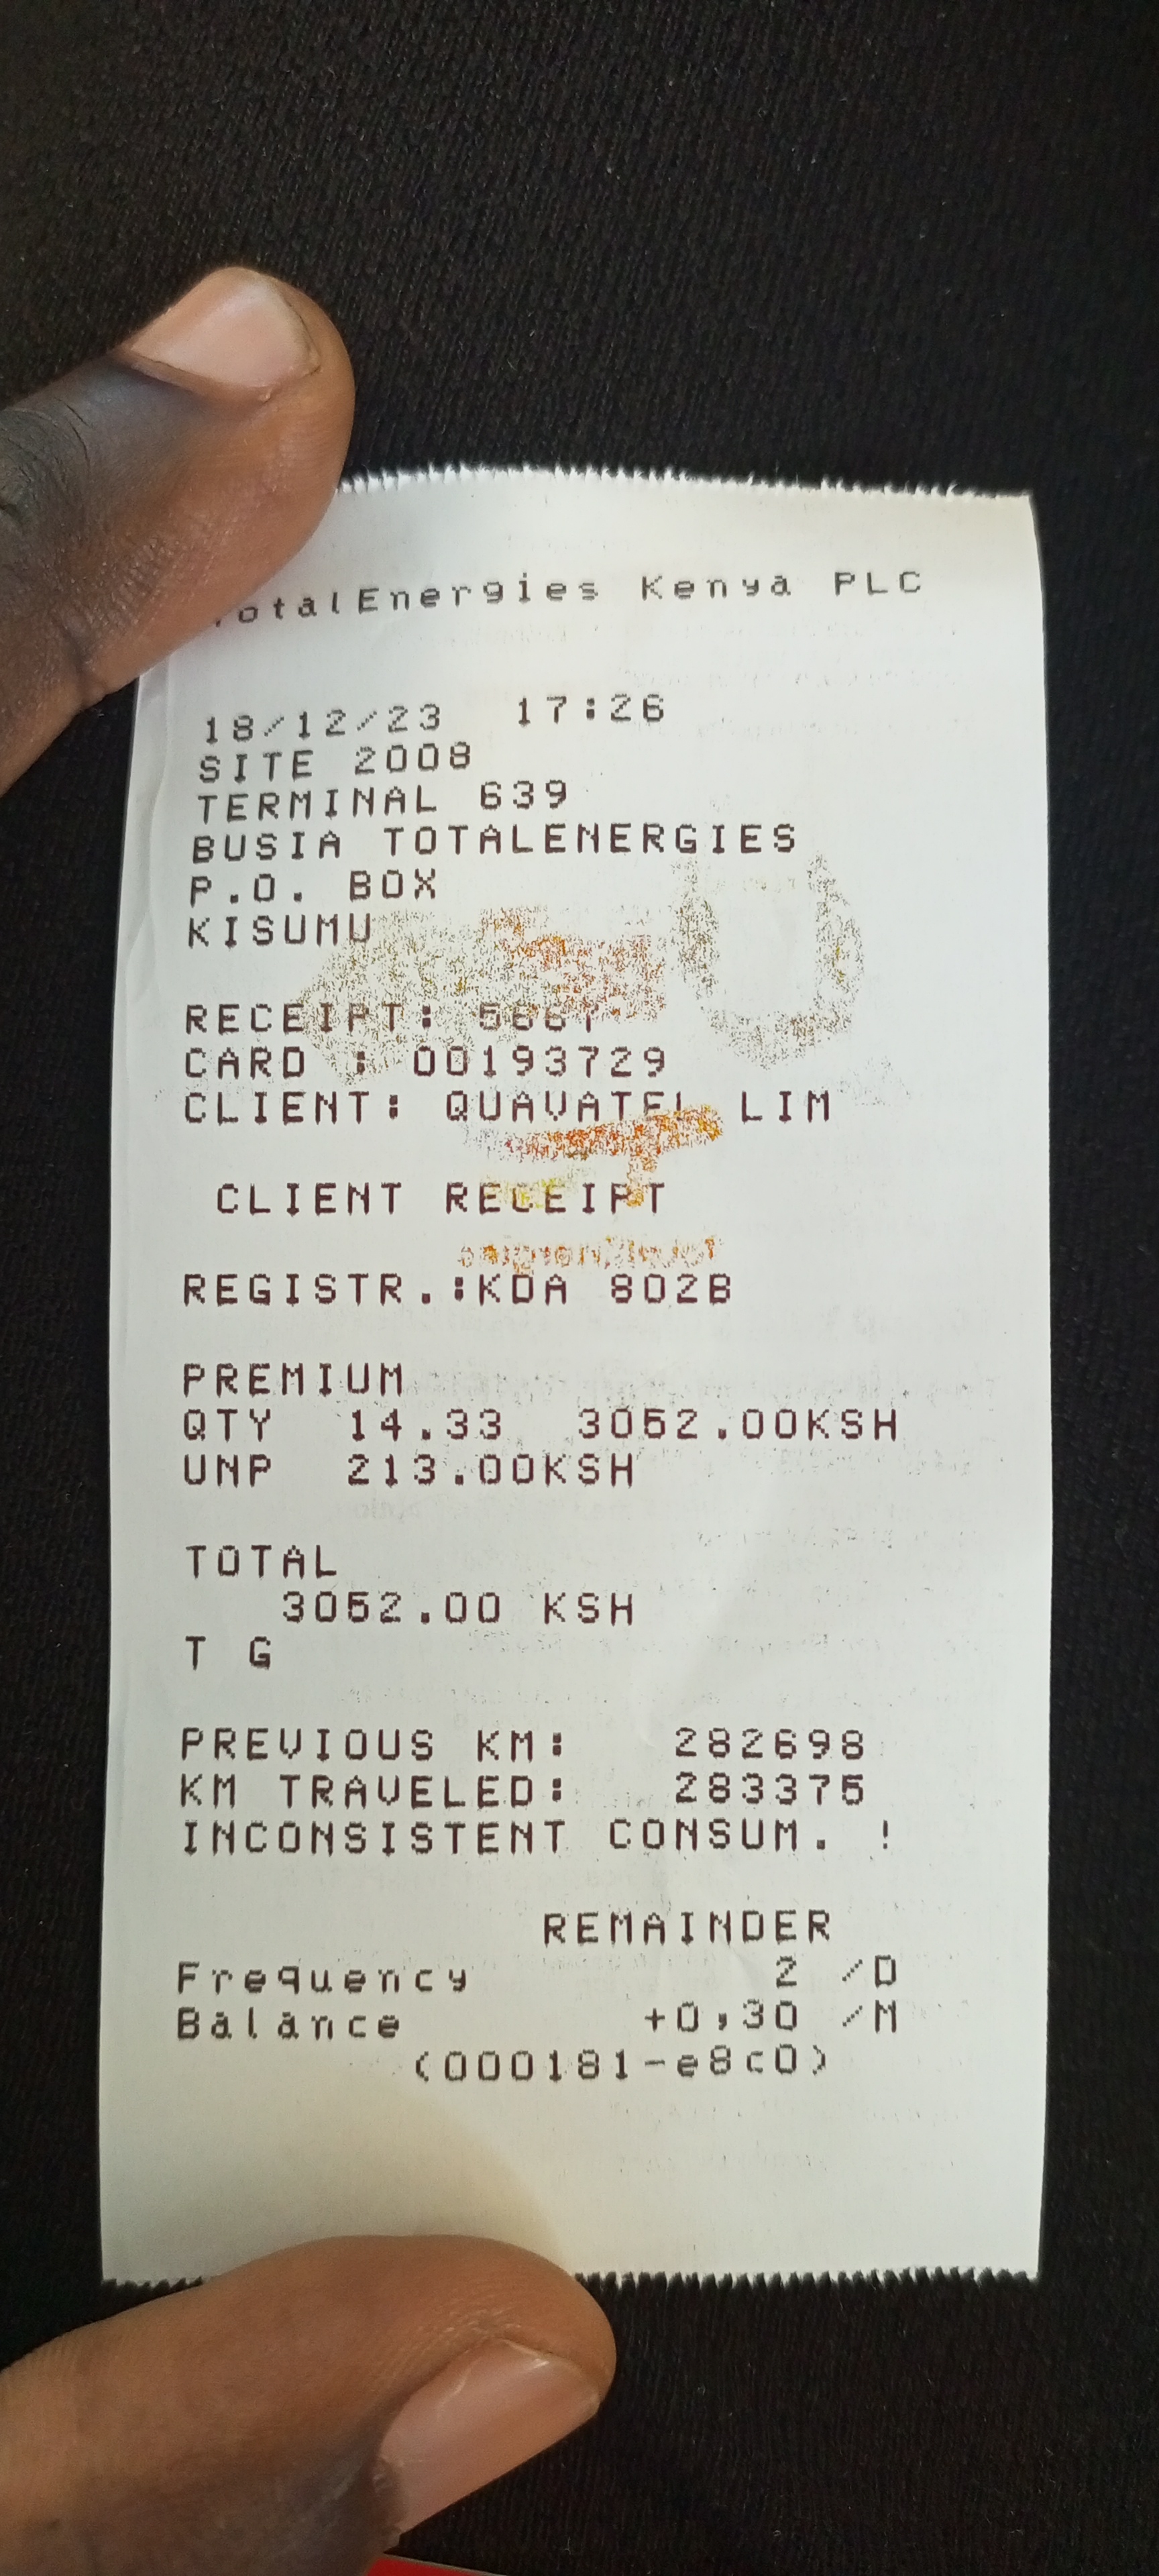 TotalEnergies Kenya PLC
18/12/23 17:26
SITE 2008
TERMINAL 639
BUSIA TOTALENERGIES
P.O. BOX
KISUMU
RECEIPT:
CARD : 00193729
CLIENT: QUAVATEL LIM
CLIENT RECEIPT
REGISTR.:KDA 802B
PREMIUM
QTY 14.33 3052.00KSH
UNP 213.00KSH
TOTAL
3052.00 KSH
T G
PREVIOUS KM: 282698
KM TRAVELED: 283375
INCONSISTENT CONSUM. !
REMAINDER
Frequency 2 /D
Balance +0,30 /M
(000181-e8c0)